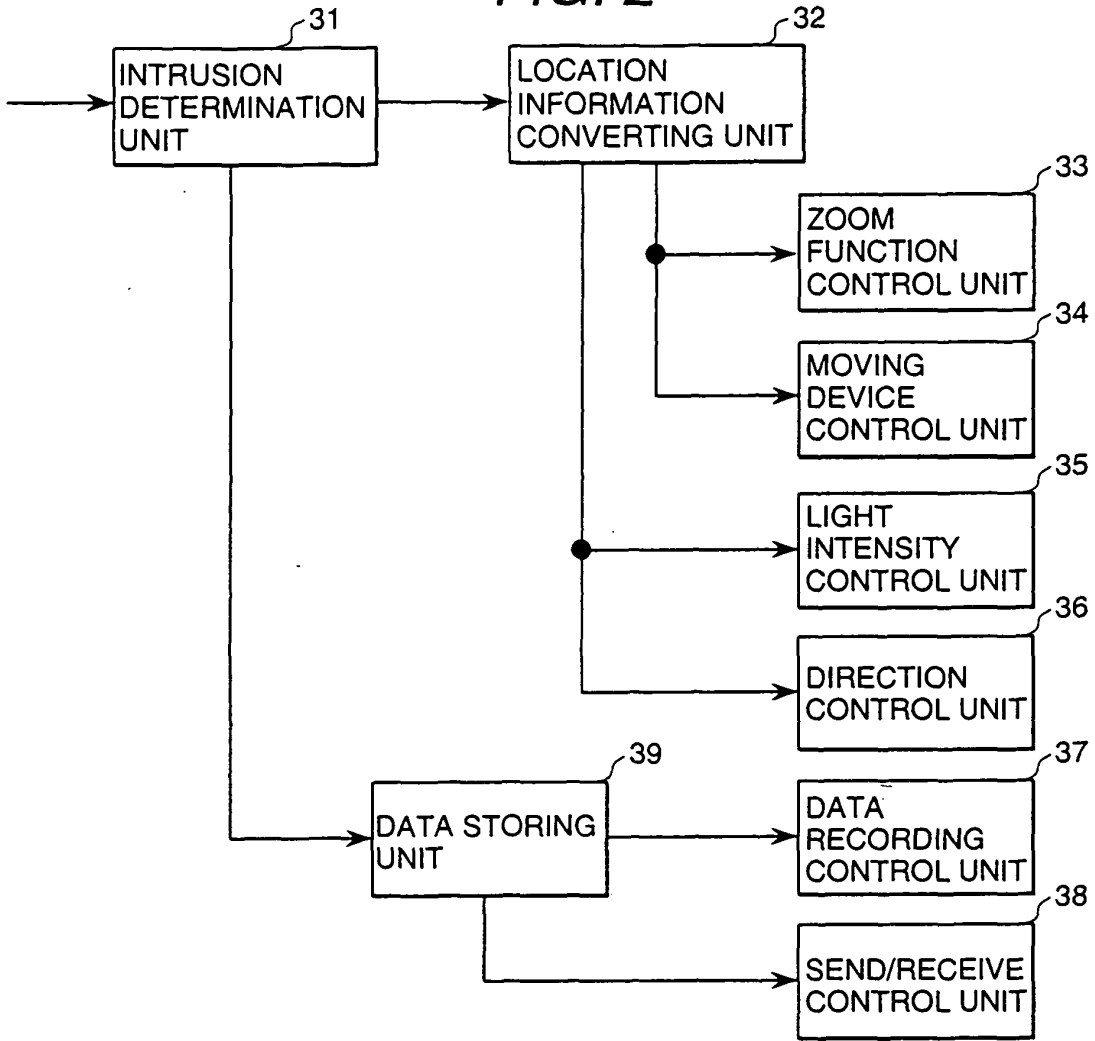 FIG. 2
31
INTRUSION
DETERMINATION
UNIT
32
LOCATION
INFORMATION
CONVERTING UNIT
33
ZOOM
FUNCTION
CONTROL UNIT
34
MOVING
DEVICE
CONTROL UNIT
35
LIGHT
INTENSITY
CONTROL UNIT
36
DIRECTION
CONTROL UNIT
39
DATA STORING
UNIT
37
DATA
RECORDING
CONTROL UNIT
38
SEND/RECEIVE
CONTROL UNIT